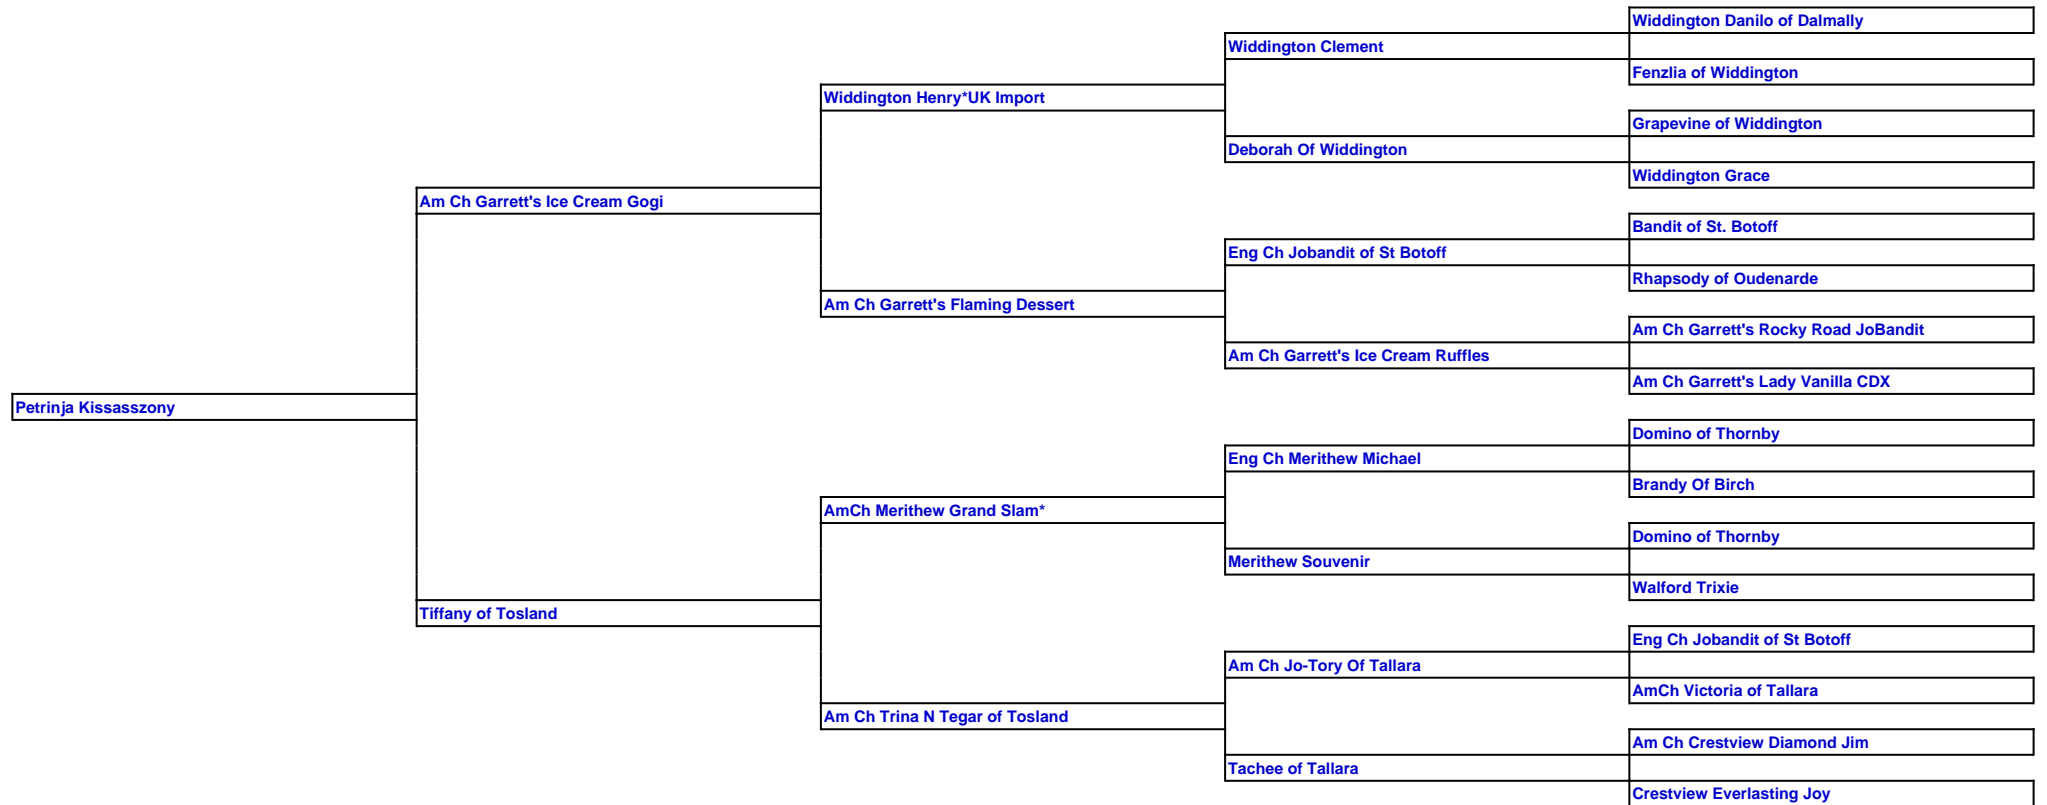 Widdington Danilo of Dalmally
Widdington Clement
Fenzlia of Widdington
Widdington Henry*UK Import
Grapevine of Widdington
Deborah Of Widdington
Widdington Grace
Am Ch Garrett's Ice Cream Gogi
Bandit of St. Botoff
Eng Ch Jobandit of St Botoff
Rhapsody of Oudenarde
Am Ch Garrett's Flaming Dessert
Am Ch Garrett's Rocky Road JoBandit
Am Ch Garrett's Ice Cream Ruffles
Am Ch Garrett's Lady Vanilla CDX
Petrinja Kissasszony
Domino of Thornby
Eng Ch Merithew Michael
Brandy Of Birch
AmCh Merithew Grand Slam*
Domino of Thornby
Merithew Souvenir
Walford Trixie
Tiffany of Tosland
Eng Ch Jobandit of St Botoff
Am Ch Jo-Tory Of Tallara
AmCh Victoria of Tallara
Am Ch Trina N Tegar of Tosland
Am Ch Crestview Diamond Jim
Tachee of Tallara
Crestview Everlasting Joy